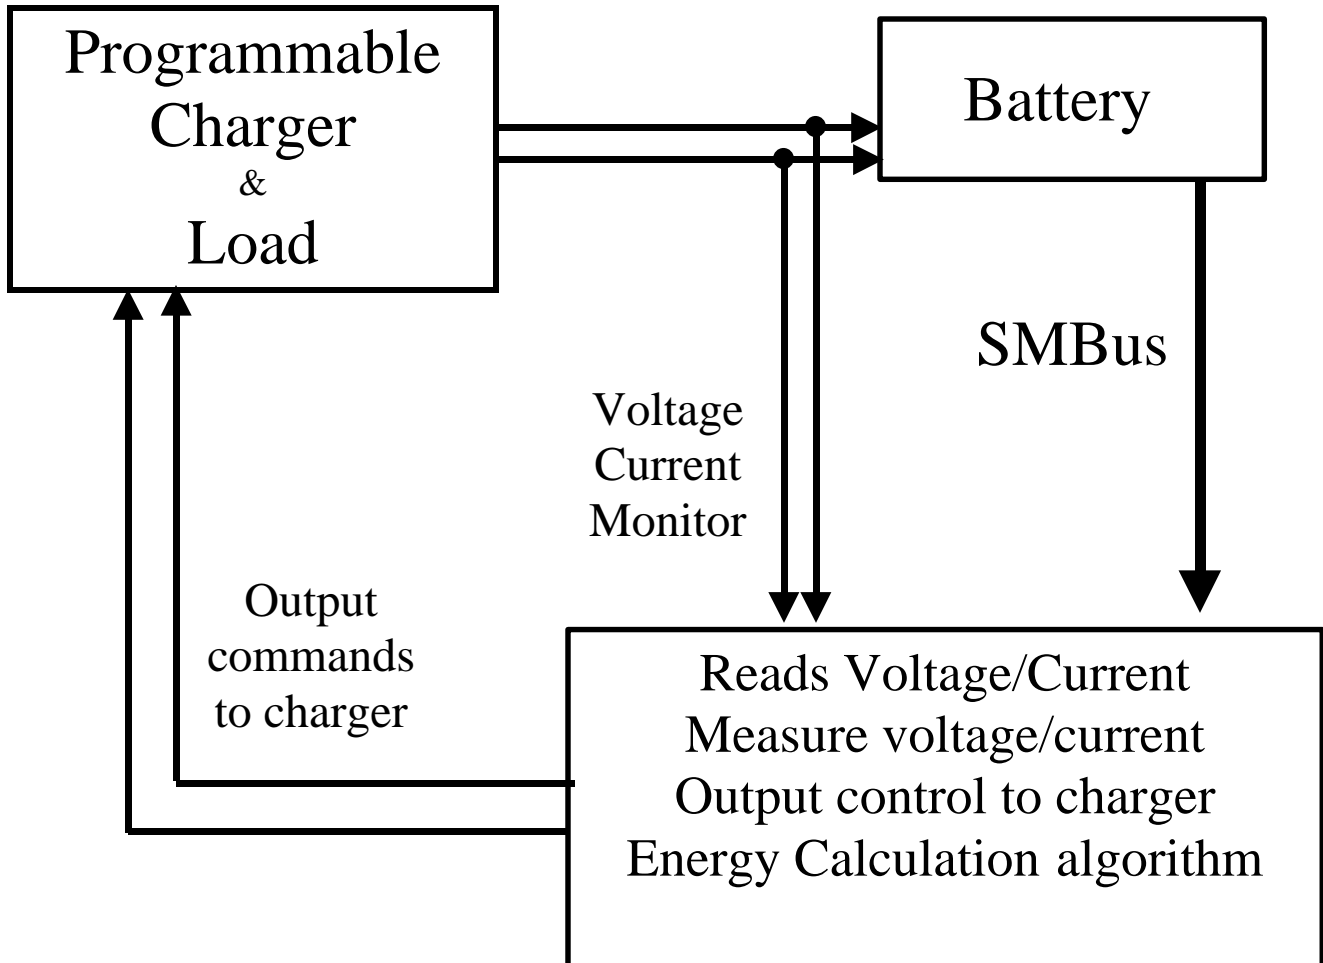 Programmable
Charger
&
Load
Battery
SMBus
Voltage
Current
Monitor
Output
commands
to charger
Reads Voltage/Current
Measure voltage/current
Output control to charger
Energy Calculation algorithm